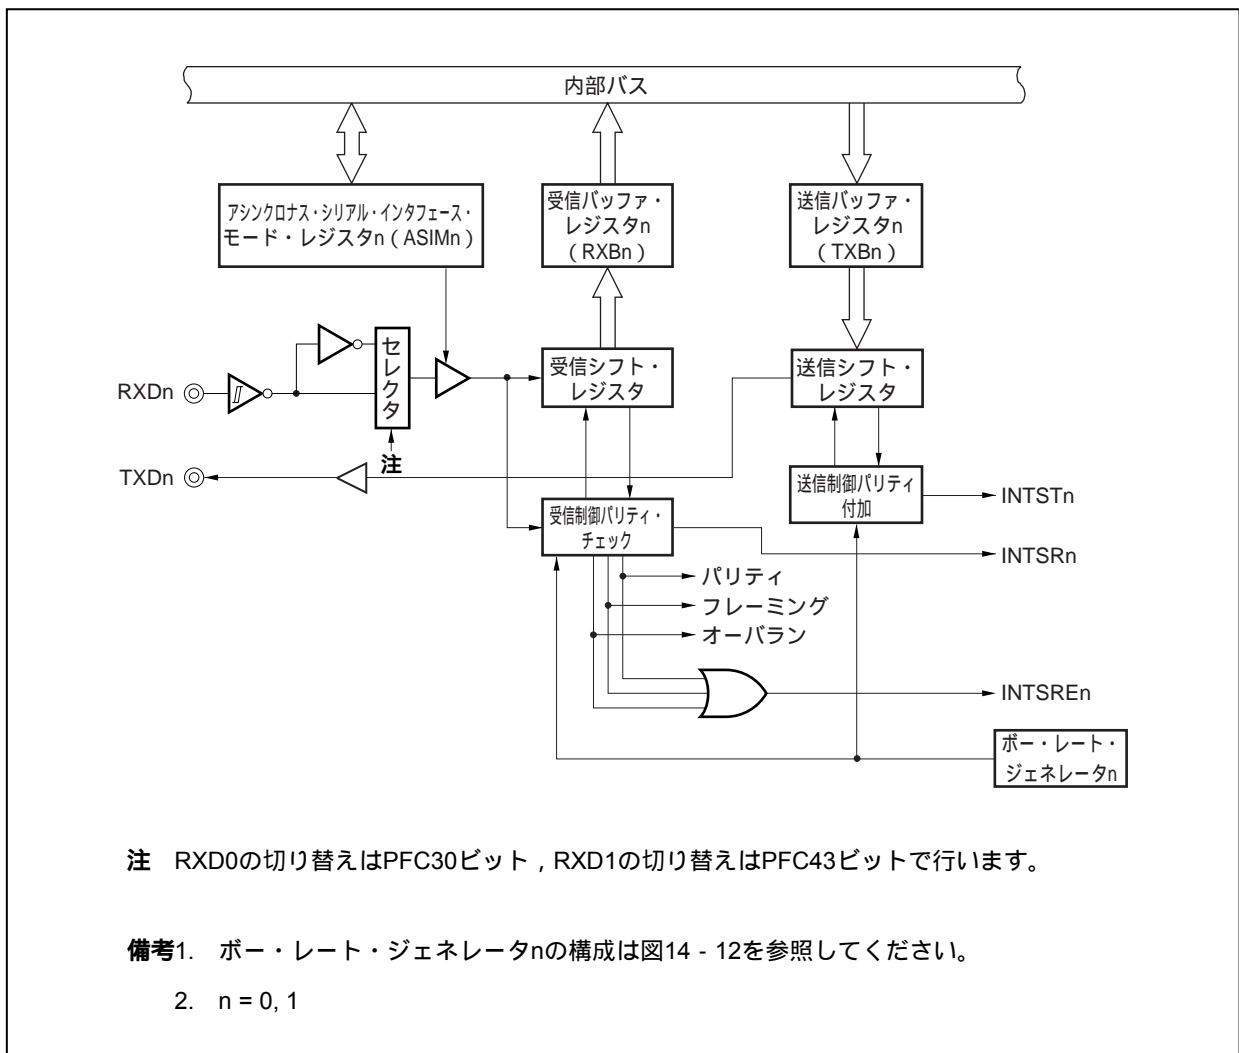 内部バス
アシンクロナス・シリアル・インタフェース・
モード・レジスタn（ASIMn）
受信バッファ・
レジスタn
（RXBn）
送信バッファ・
レジスタn
（TXBn）
セレクタ
RXDn
受信シフト・
レジスタ
送信シフト・
レジスタ
注
TXDn
送信制御パリティ
付加
INTSTn
受信制御パリティ・
チェック
INTSRn
パリティ
フレーミング
オーバラン
INTSREn
ボー・レート・
ジェネレータn
注 RXD0の切り替えはPFC30ビット，RXD1の切り替えはPFC43ビットで行います。
備考1. ボー・レート・ジェネレータnの構成は図14-12を参照してください。
2. n = 0, 1